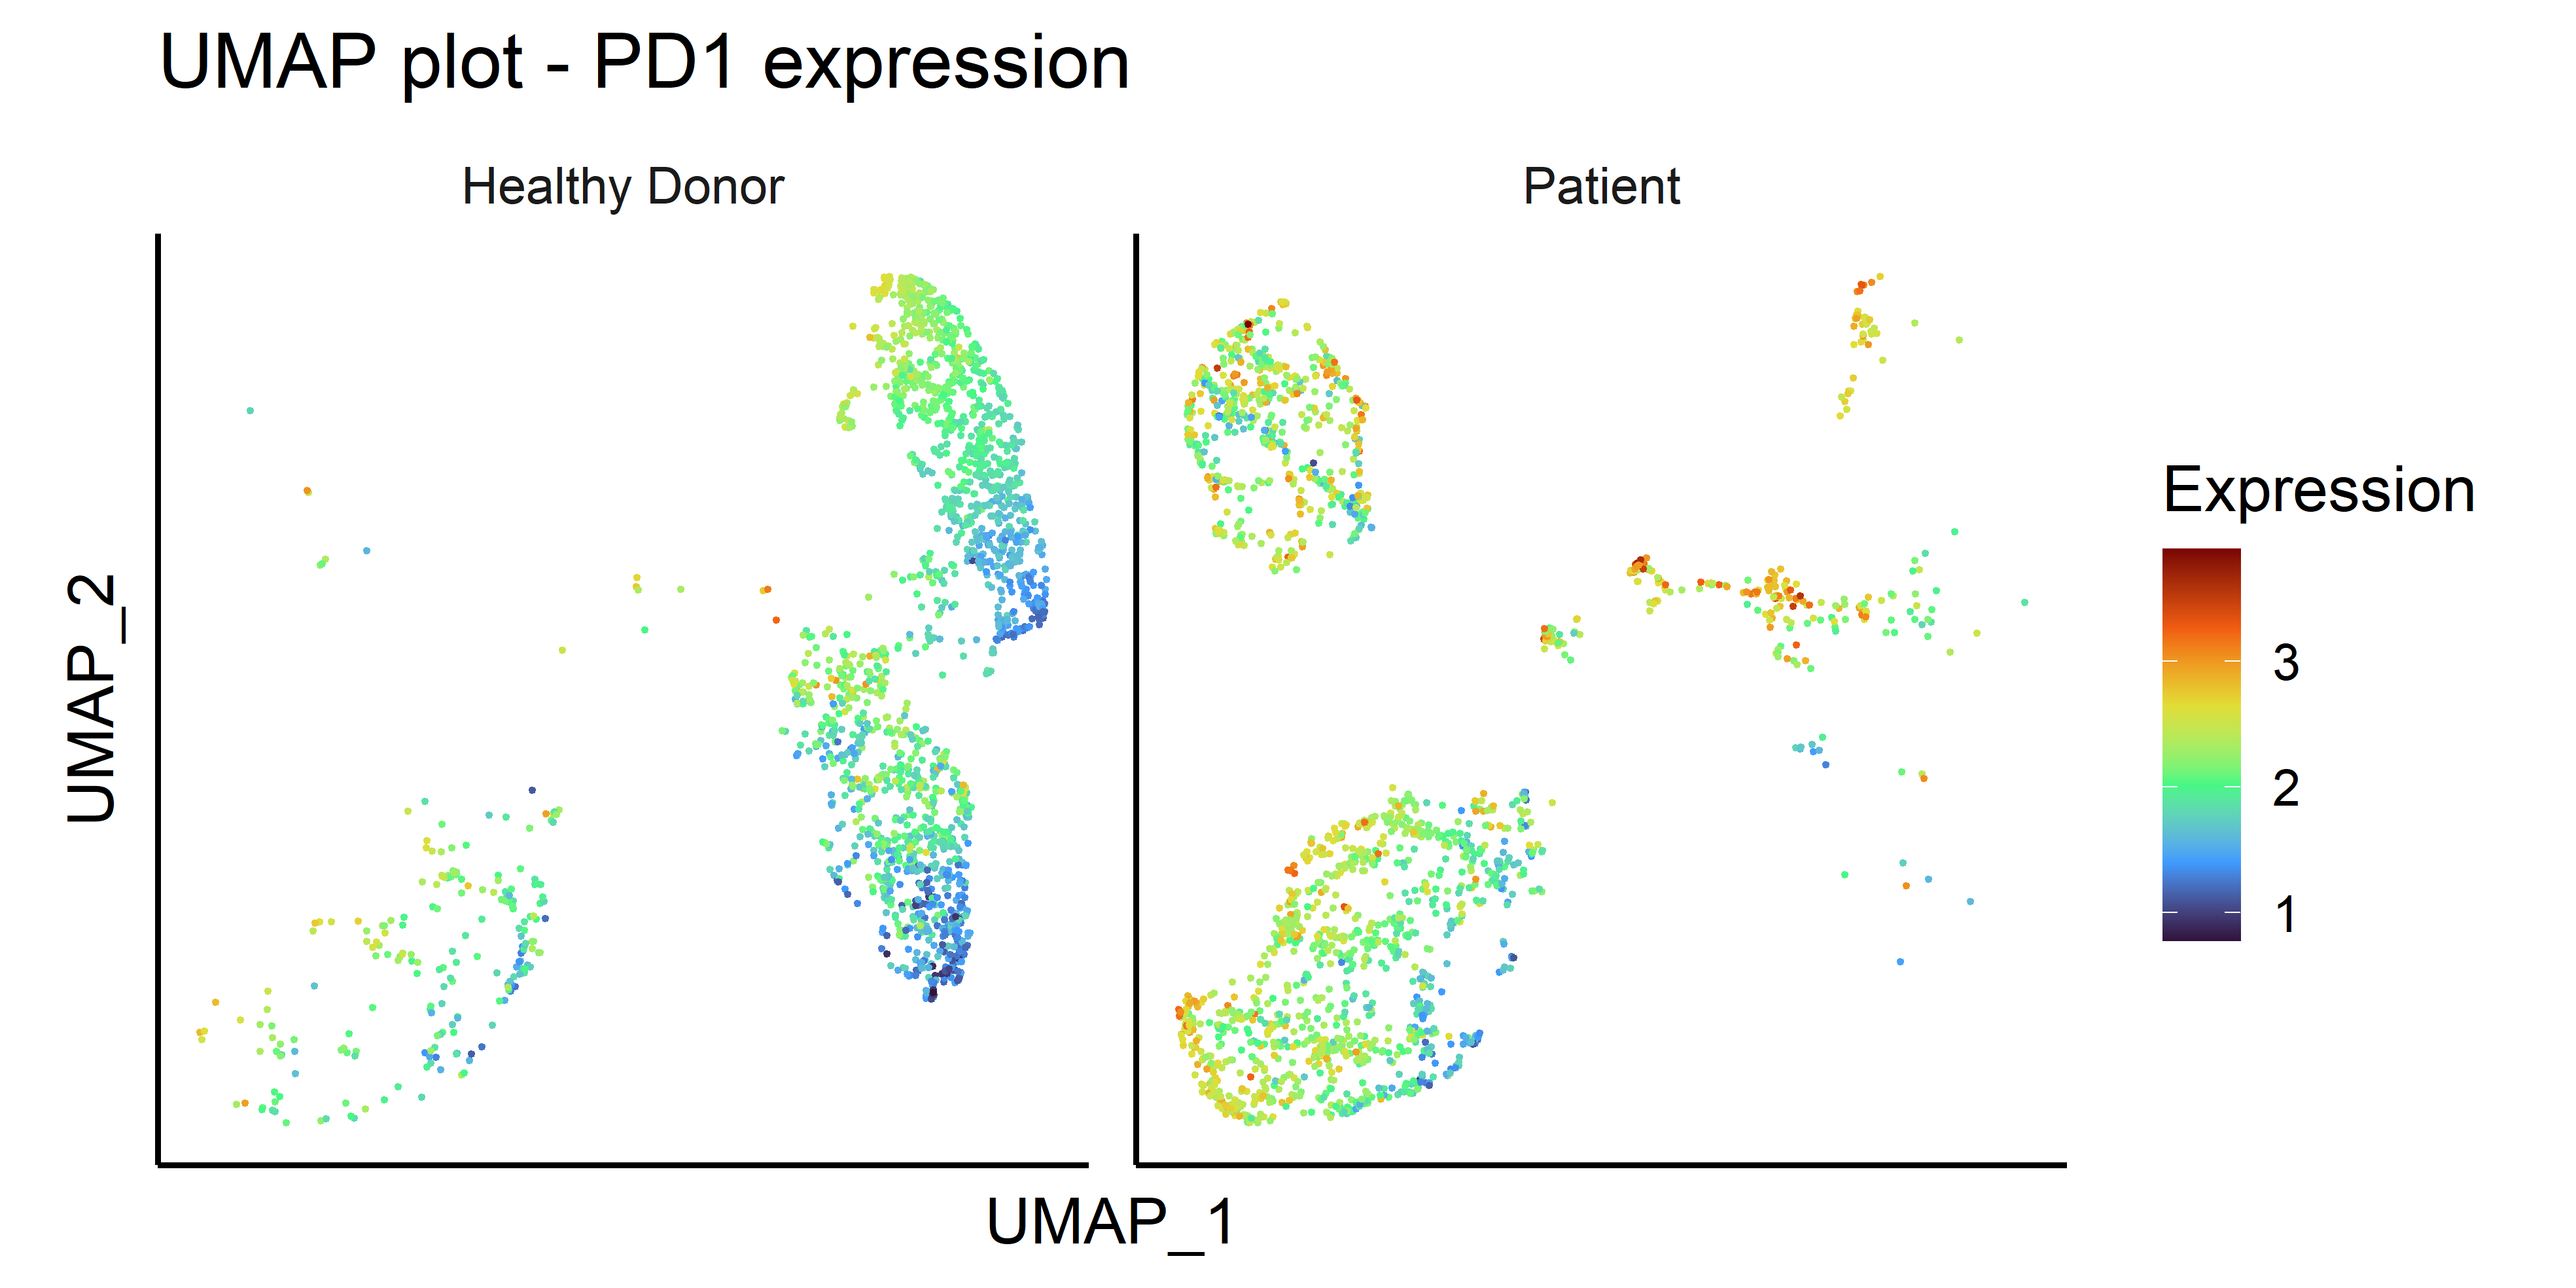 UMAP plot - PD1 expression
Healthy Donor
Patient
UMAP_2
UMAP_1
Expression
3
2
1